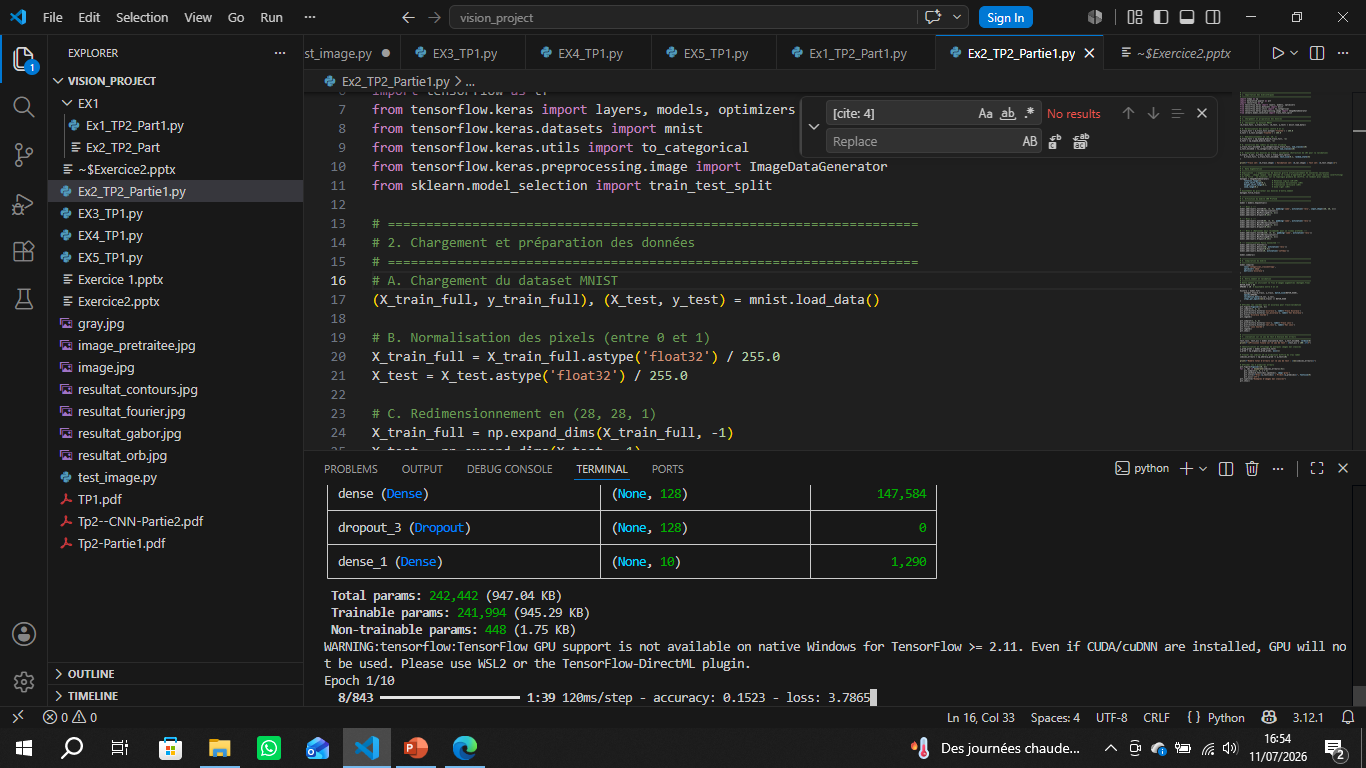 File Edit Selection View Go Run ··· vision_project Sign In
EXPLORER ···
VISION_PROJECT
EX1
Ex1_TP2_Part1.py
Ex2_TP2_Part
~$Exercice2.pptx
Ex2_TP2_Partie1.py
EX3_TP1.py
EX4_TP1.py
EX5_TP1.py
Exercice 1.pptx
Exercice2.pptx
gray.jpg
image_pretraitee.jpg
image.jpg
resultat_contours.jpg
resultat_fourier.jpg
resultat_gabor.jpg
resultat_orb.jpg
test_image.py
TP1.pdf
Tp2--CNN-Partie2.pdf
Tp2-Partie1.pdf
OUTLINE
TIMELINE
1
st_image.py EX3_TP1.py EX4_TP1.py EX5_TP1.py Ex1_TP2_Part1.py Ex2_TP2_Partie1.py ~$Exercice2.pptx
Ex2_TP2_Partie1.py > ...
[cite: 4] Aa ab .* No results
Replace AB
7 from tensorflow.keras import layers, models, optimizers
8 from tensorflow.keras.datasets import mnist
9 from tensorflow.keras.utils import to_categorical
10 from tensorflow.keras.preprocessing.image import ImageDataGenerator
11 from sklearn.model_selection import train_test_split
12
13 # =====================================================================
14 # 2. Chargement et préparation des données
15 # =====================================================================
16 # A. Chargement du dataset MNIST
17 (X_train_full, y_train_full), (X_test, y_test) = mnist.load_data()
18
19 # B. Normalisation des pixels (entre 0 et 1)
20 X_train_full = X_train_full.astype('float32') / 255.0
21 X_test = X_test.astype('float32') / 255.0
22
23 # C. Redimensionnement en (28, 28, 1)
24 X_train_full = np.expand_dims(X_train_full, -1)
PROBLEMS OUTPUT DEBUG CONSOLE TERMINAL PORTS python
dense (Dense) (None, 128) 147,584
dropout_3 (Dropout) (None, 128) 0
dense_1 (Dense) (None, 10) 1,290
Total params: 242,442 (947.04 KB)
Trainable params: 241,994 (945.29 KB)
Non-trainable params: 448 (1.75 KB)
WARNING:tensorflow:TensorFlow GPU support is not available on native Windows for TensorFlow >= 2.11. Even if CUDA/cuDNN are installed, GPU will no
t be used. Please use WSL2 or the TensorFlow-DirectML plugin.
Epoch 1/10
8/843 1:39 120ms/step - accuracy: 0.1523 - loss: 3.7865
0 0 Ln 16, Col 33 Spaces: 4 UTF-8 CRLF { } Python 3.12.1
Des journées chaude... 16:54
11/07/2026
2